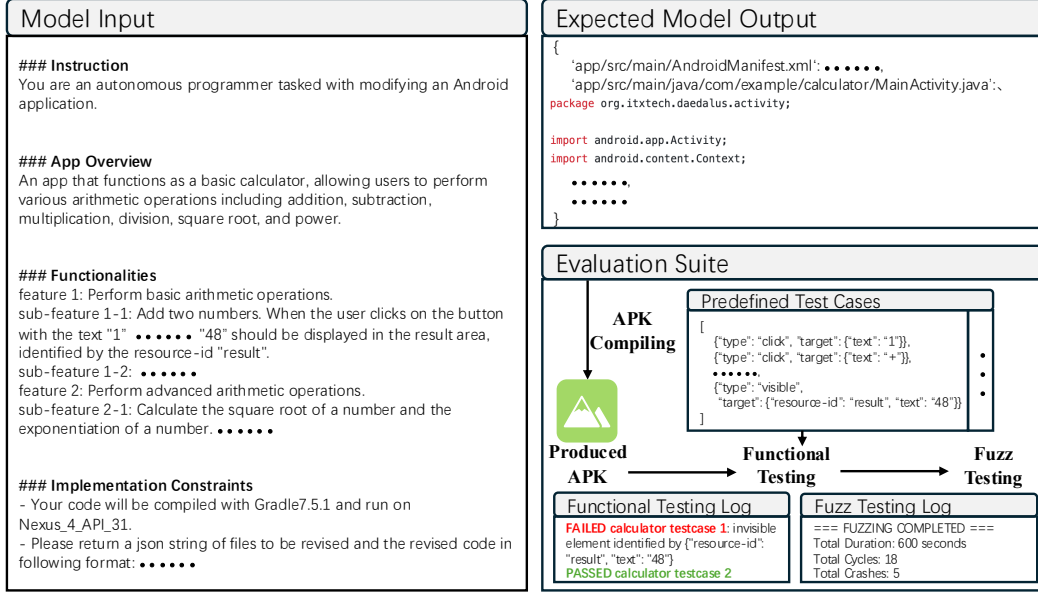 Model Input
### Instruction
You are an autonomous programmer tasked with modifying an Android
application.
### App Overview
An app that functions as a basic calculator, allowing users to perform
various arithmetic operations including addition, subtraction,
multiplication, division, square root, and power.
### Functionalities
feature 1: Perform basic arithmetic operations.
sub-feature 1-1: Add two numbers. When the user clicks on the button
with the text "1" •••••• "48" should be displayed in the result area,
identified by the resource-id "result".
sub-feature 1-2: ••••••
feature 2: Perform advanced arithmetic operations.
sub-feature 2-1: Calculate the square root of a number and the
exponentiation of a number. ••••••
### Implementation Constraints
- Your code will be compiled with Gradle7.5.1 and run on
Nexus_4_API_31.
- Please return a json string of files to be revised and the revised code in
following format: ••••••
Expected Model Output
{
'app/src/main/AndroidManifest.xml': ••••••,
'app/src/main/java/com/example/calculator/MainActivity.java':、
package org.itxtech.daedalus.activity;
import android.app.Activity;
import android.content.Context;
••••••,
••••••
}
Evaluation Suite
APK
Compiling
Predefined Test Cases
[
{"type": "click", "target": {"text": "1"}},
{"type": "click", "target": {"text": "+"}},
••••••,
{"type": "visible",
"target": {"resource-id": "result", "text": "48"}}
]
•
•
•
Produced
APK
Functional
Testing
Fuzz
Testing
Functional Testing Log
FAILED calculator testcase 1: invisible
element identified by {"resource-id":
"result", "text": "48"}
PASSED calculator testcase 2
Fuzz Testing Log
=== FUZZING COMPLETED ===
Total Duration: 600 seconds
Total Cycles: 18
Total Crashes: 5